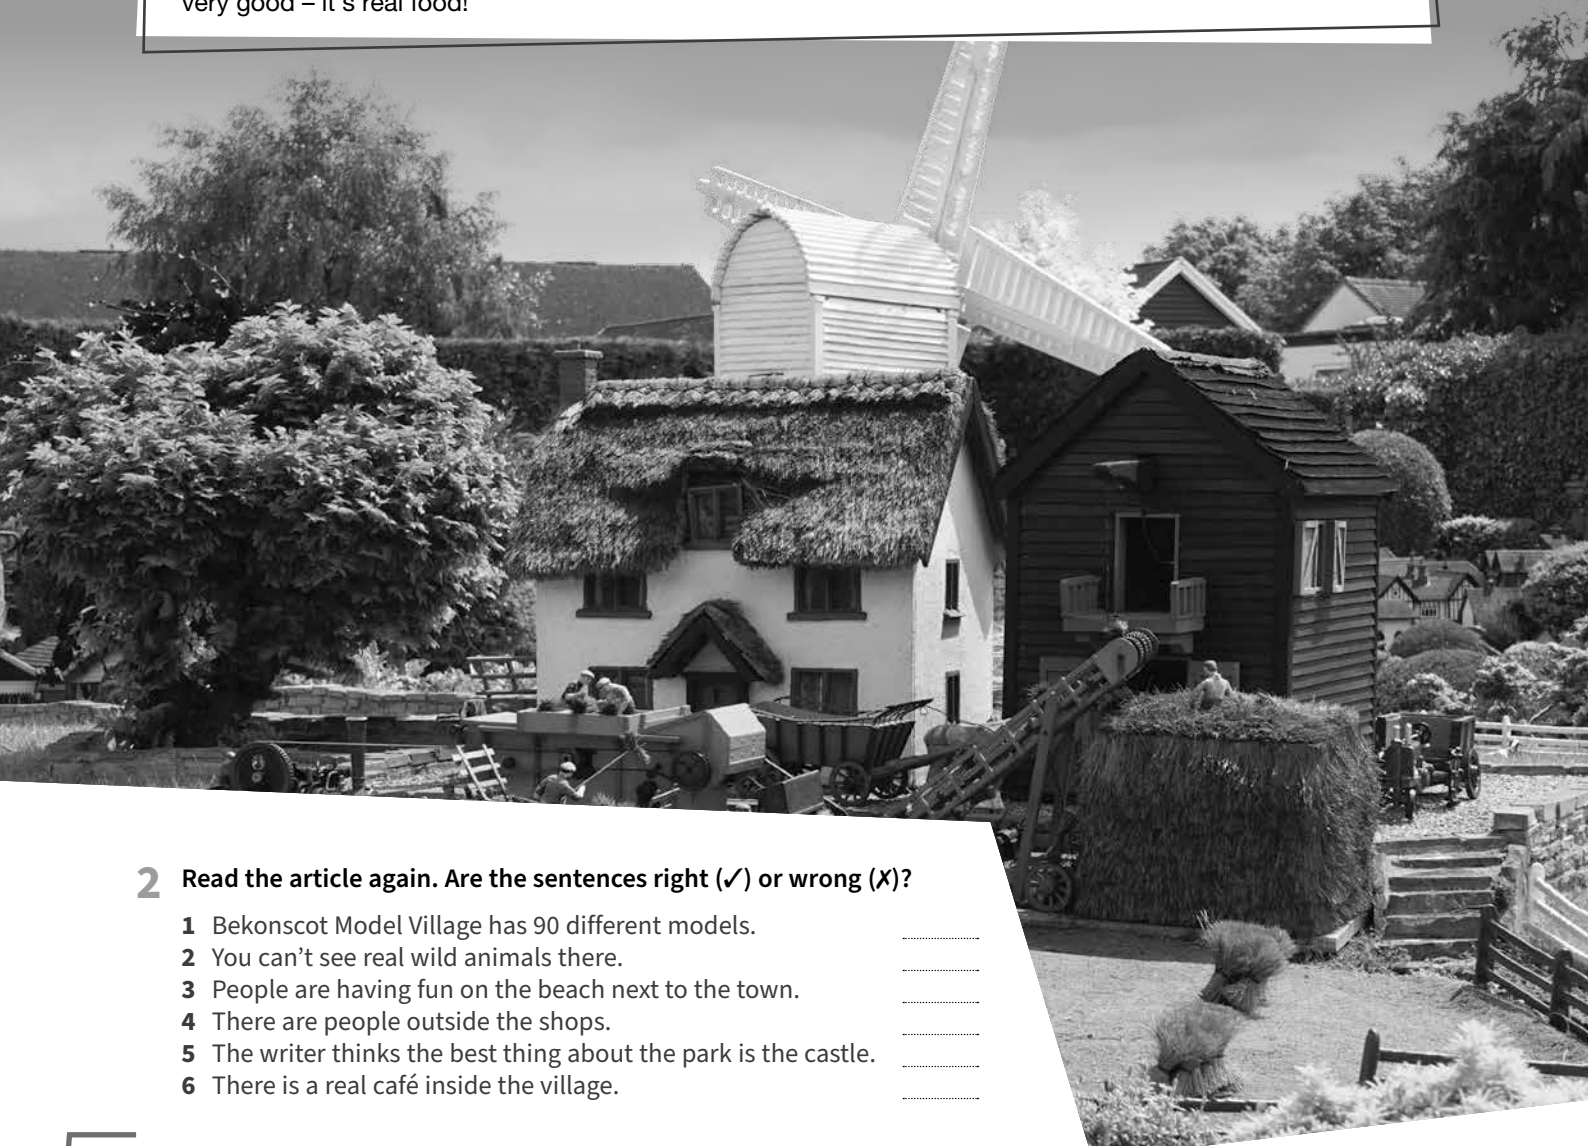 very good – it's real food!
2 Read the article again. Are the sentences right (✓) or wrong (✗)?
1 Bekonscot Model Village has 90 different models.
2 You can't see real wild animals there.
3 People are having fun on the beach next to the town.
4 There are people outside the shops.
5 The writer thinks the best thing about the park is the castle.
6 There is a real café inside the village.